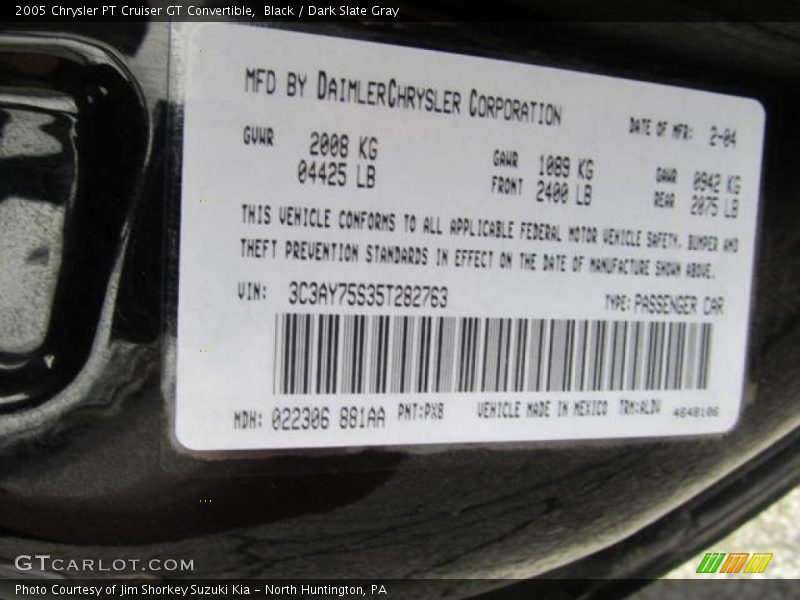 2005 Chrysler PT Cruiser GT Convertible, Black / Dark Slate Gray
MFD BY DAIMLERCHRYSLER CORPORATION
DATE OF MFR: 2-04
GVWR 2008 KG
04425 LB
GAWR 1089 KG
FRONT 2400 LB
GAWR 0942 KG
REAR 2075 LB
THIS VEHICLE CONFORMS TO ALL APPLICABLE FEDERAL MOTOR VEHICLE SAFETY, BUMPER AND
THEFT PREVENTION STANDARDS IN EFFECT ON THE DATE OF MANUFACTURE SHOWN ABOVE.
VIN: 3C3AY75S35T282763
TYPE: PASSENGER CAR
MDH: 022306 881AA PNT:PX8 VEHICLE MADE IN MEXICO TRM:ALDV 4648106
GTCARLOT.COM
Photo Courtesy of Jim Shorkey Suzuki Kia - North Huntington, PA